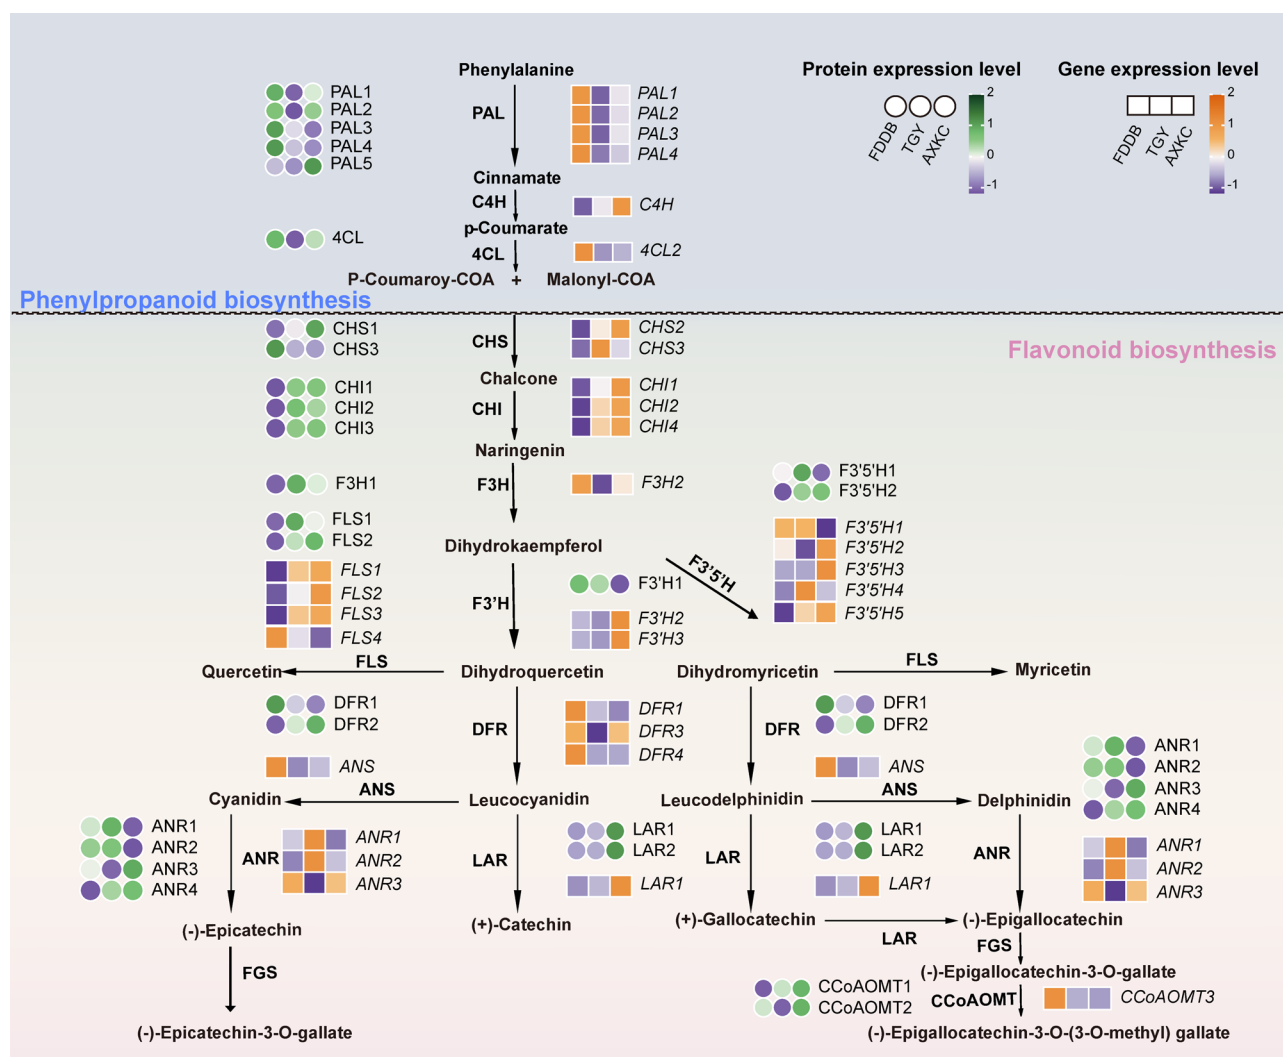 Phenylalanine
Protein expression level
Gene expression level
PAL1
PAL2
PAL3
PAL4
PAL5
PAL
PAL1
PAL2
PAL3
PAL4
FDDB
TGY
AXKC
2
1
0
-1
FDDB
TGY
AXKC
2
1
0
-1
Cinnamate
C4H
C4H
p-Coumarate
4CL
4CL
4CL2
P-Coumaroy-COA + Malonyl-COA
Phenylpropanoid biosynthesis
Flavonoid biosynthesis
CHS1
CHS3
CHS
CHS2
CHS3
Chalcone
CHI1
CHI2
CHI3
CHI
CHI1
CHI2
CHI4
Naringenin
F3H1
F3H
F3H2
F3'5'H1
F3'5'H2
FLS1
FLS2
F3'5'H1
F3'5'H2
F3'5'H3
F3'5'H4
F3'5'H5
Dihydrokaempferol
F3'5'H
FLS1
FLS2
FLS3
FLS4
F3'H
F3'H1
F3'H2
F3'H3
Quercetin
FLS
Dihydroquercetin
Dihydromyricetin
FLS
Myricetin
DFR1
DFR2
DFR
DFR1
DFR3
DFR4
DFR
DFR1
DFR2
ANS
ANS
ANR1
ANR2
ANR3
ANR4
Cyanidin
ANS
Leucocyanidin
Leucodelphinidin
ANS
Delphinidin
ANR1
ANR2
ANR3
ANR4
ANR
ANR1
ANR2
ANR3
LAR
LAR1
LAR2
LAR1
LAR
LAR1
LAR2
LAR1
ANR
ANR1
ANR2
ANR3
(-)-Epicatechin
(+)-Catechin
(+)-Gallocatechin
LAR
(-)-Epigallocatechin
FGS
FGS
(-)-Epigallocatechin-3-O-gallate
CCoAOMT1
CCoAOMT2
CCoAOMT
CCoAOMT3
(-)-Epicatechin-3-O-gallate
(-)-Epigallocatechin-3-O-(3-O-methyl) gallate